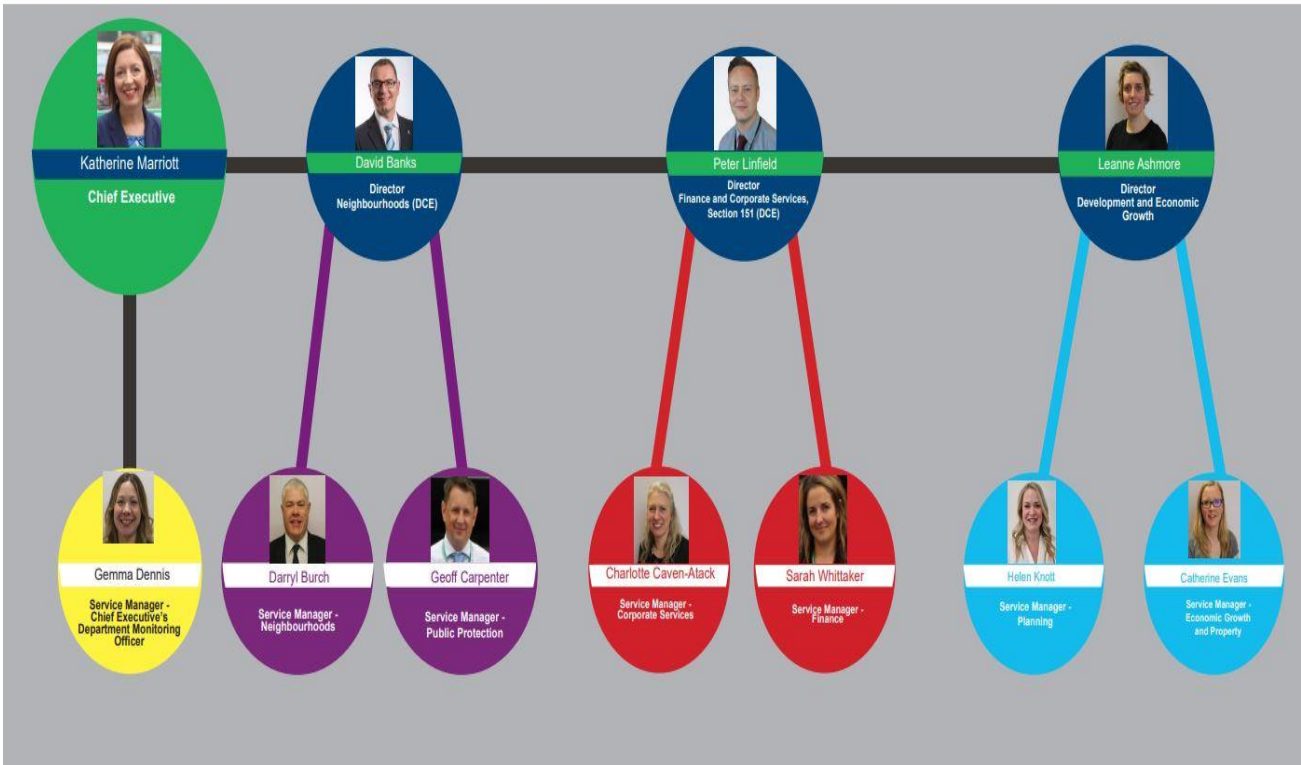 Katherine Marriott
Chief Executive
David Banks
Director
Neighbourhoods (DCE)
Peter Linfield
Director
Finance and Corporate Services,
Section 151 (DCE)
Leanne Ashmore
Director
Development and Economic
Growth
Gemma Dennis
Service Manager -
Chief Executive's
Department Monitoring
Officer
Darryl Burch
Service Manager -
Neighbourhoods
Geoff Carpenter
Service Manager -
Public Protection
Charlotte Caven-Atack
Service Manager -
Corporate Services
Sarah Whittaker
Service Manager -
Finance
Helen Knott
Service Manager -
Planning
Catherine Evans
Service Manager -
Economic Growth
and Property